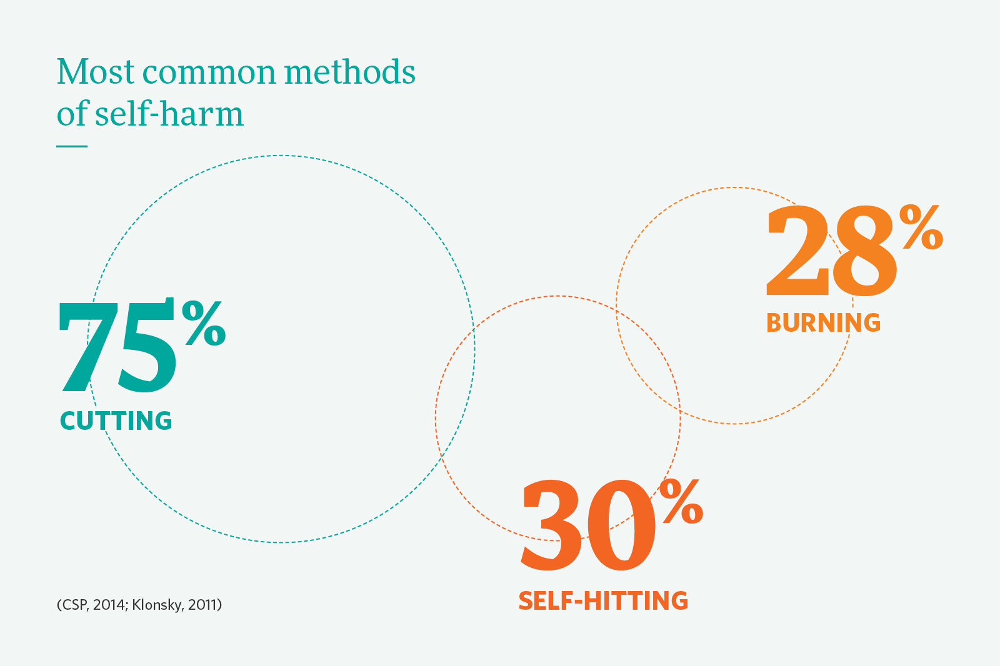 Most common methods
of self-harm
75%
CUTTING
28%
BURNING
30%
SELF-HITTING
(CSP, 2014; Klonsky, 2011)